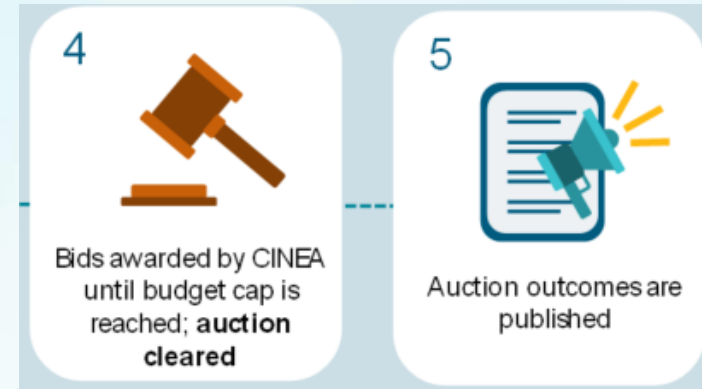 4
Bids awarded by CINEA
until budget cap is
reached; auction
cleared
5
Auction outcomes are
published